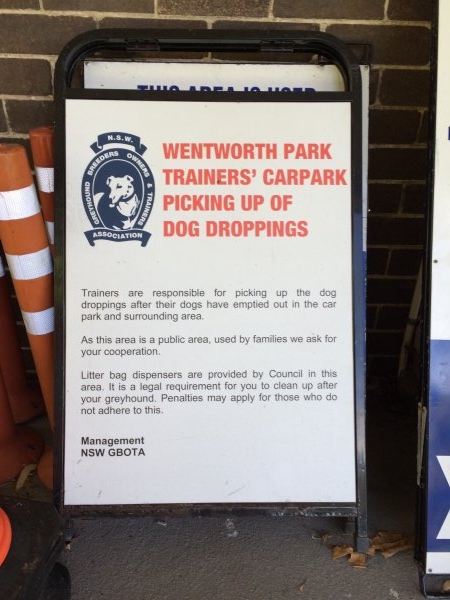 THIS AREA IS USED
N.S.W.
GREYHOUND BREEDERS OWNERS & TRAINERS
ASSOCIATION
WENTWORTH PARK
TRAINERS' CARPARK
PICKING UP OF
DOG DROPPINGS
Trainers are responsible for picking up the dog
droppings after their dogs have emptied out in the car
park and surrounding area.
As this area is a public area, used by families we ask for
your cooperation.
Litter bag dispensers are provided by Council in this
area. It is a legal requirement for you to clean up after
your greyhound. Penalties may apply for those who do
not adhere to this.
Management
NSW GBOTA